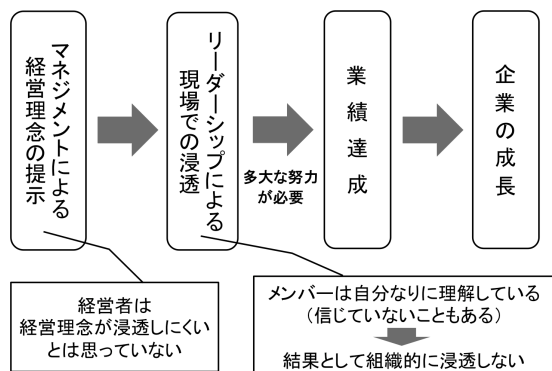 マネジメントによる
経営理念の提示
リーダーシップによる
現場での浸透
多大な努力
が必要
業績達成
企業の成長
経営者は
経営理念が浸透しにくい
とは思っていない
メンバーは自分なりに理解している
（信じていないこともある）
結果として組織的に浸透しない